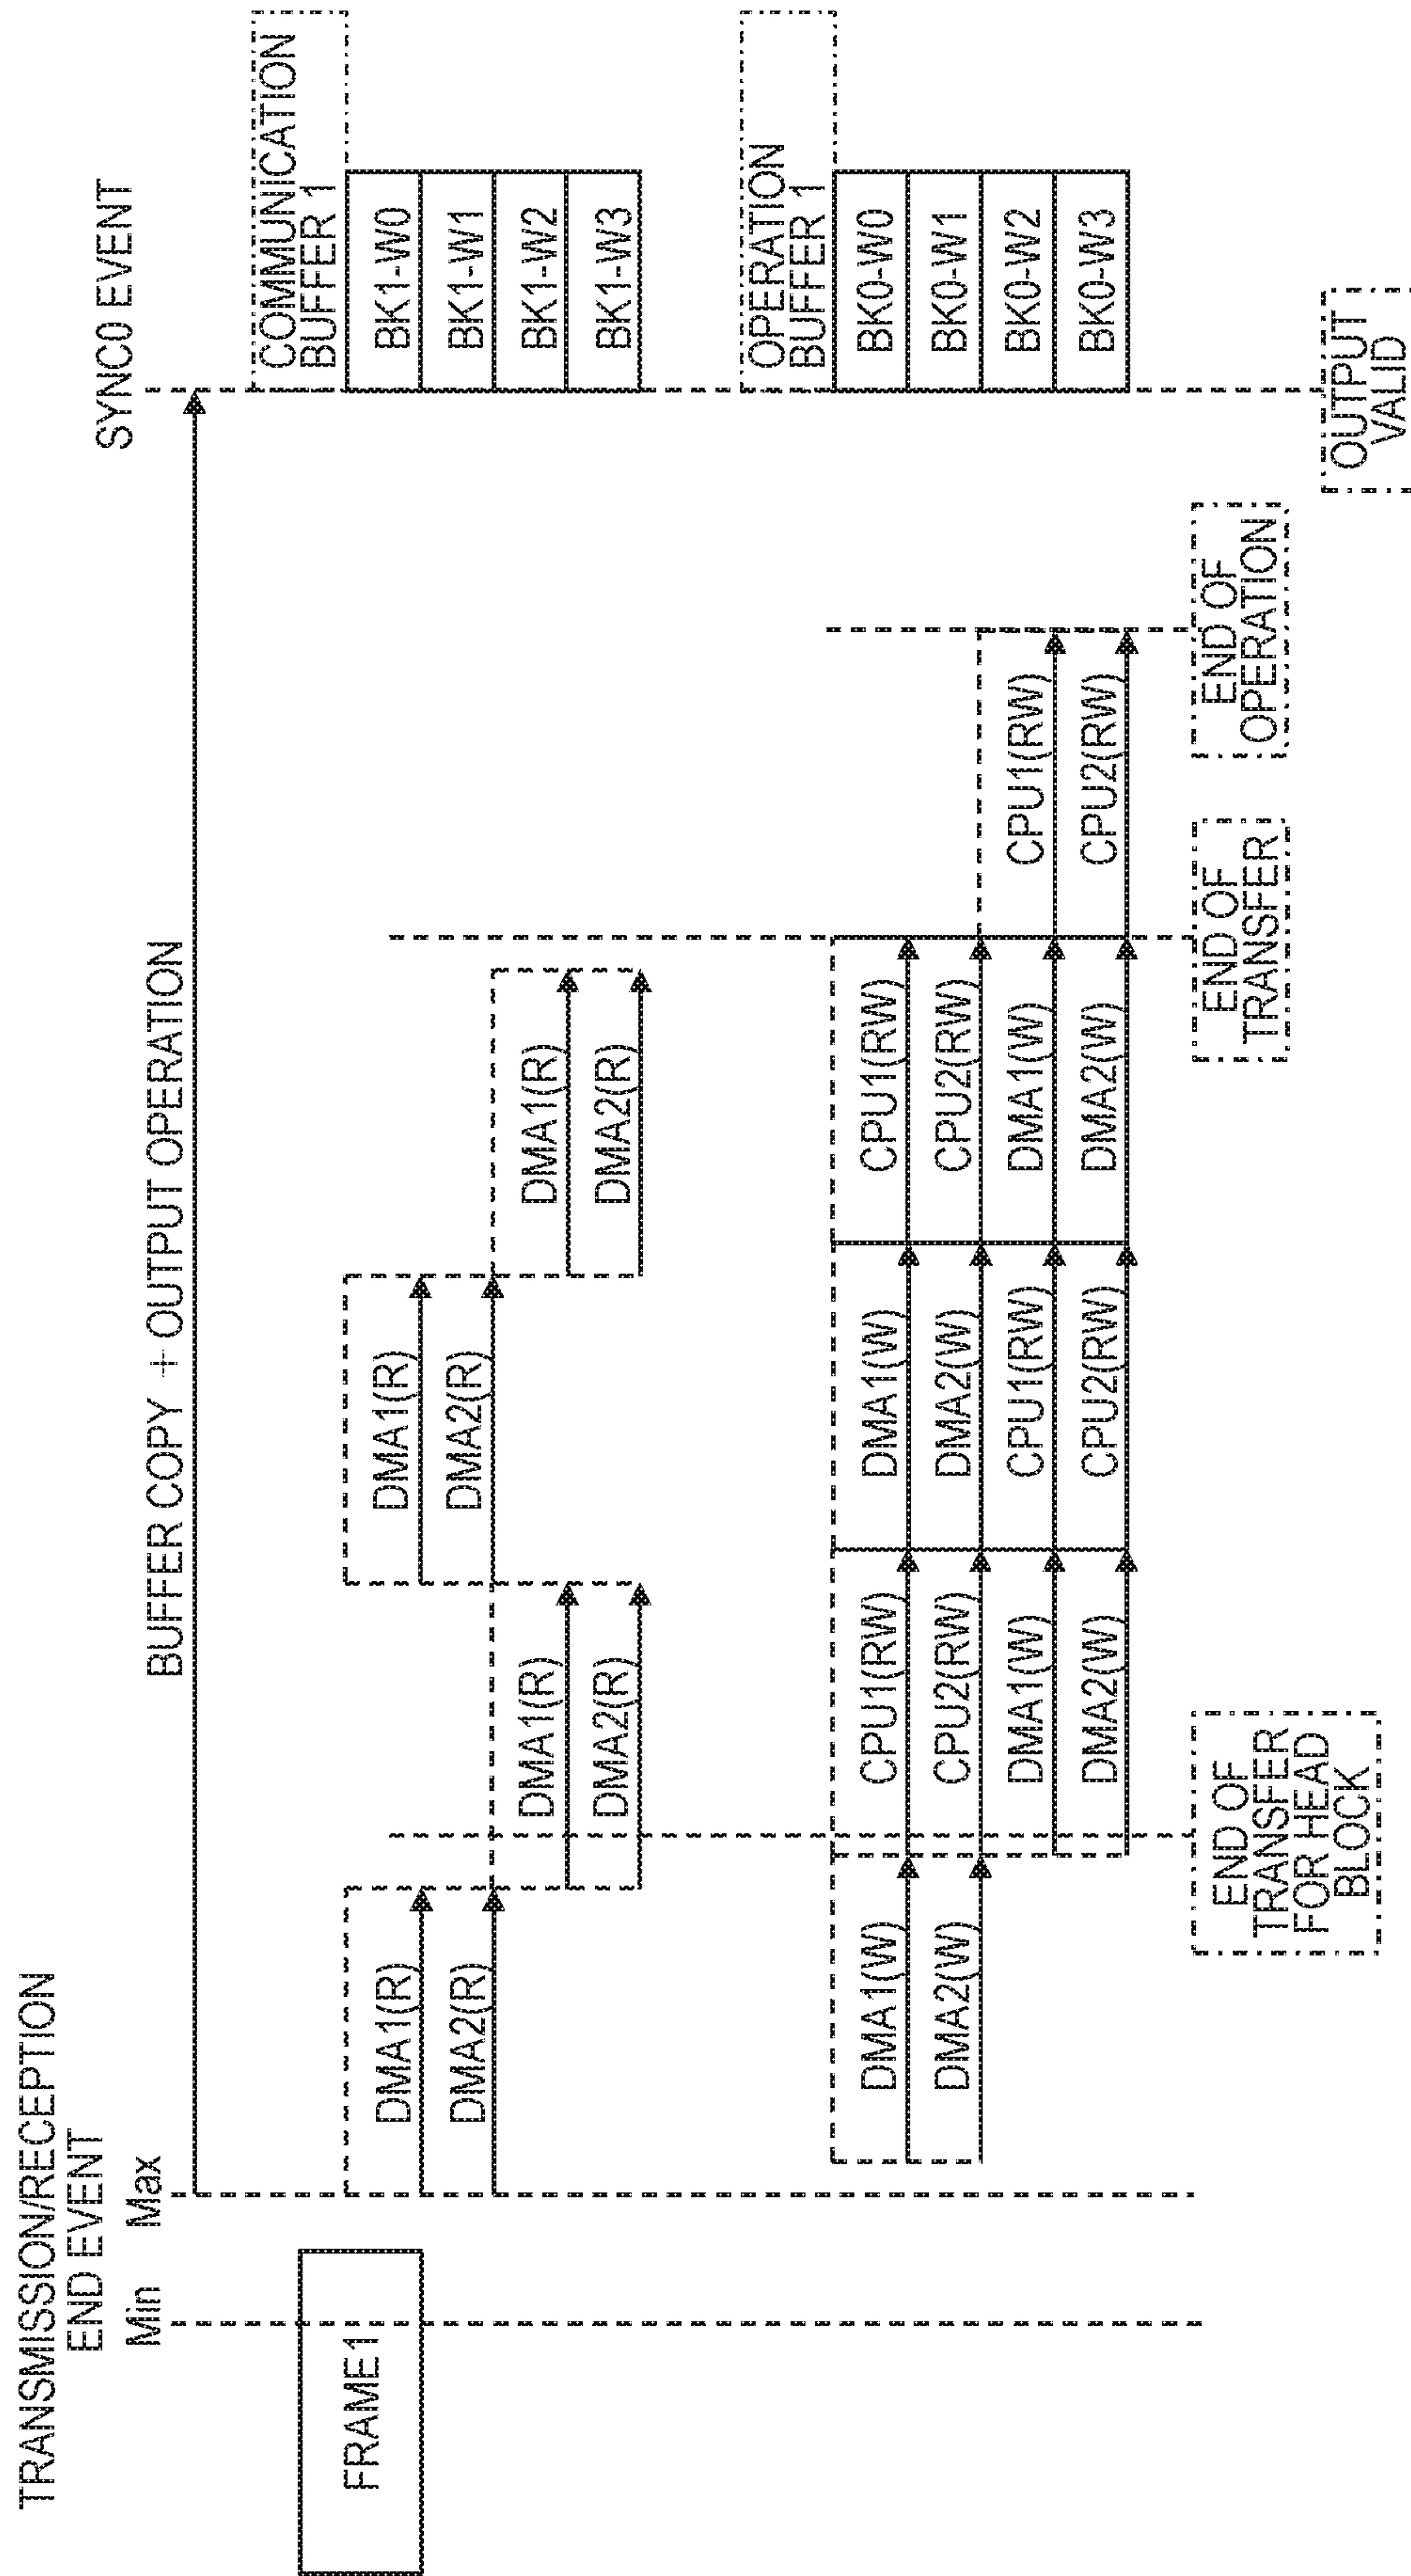 TRANSMISSION/RECEPTION
END EVENT
Min
Max
SYNC0 EVENT
BUFFER COPY + OUTPUT OPERATION
FRAME1
COMMUNICATION
BUFFER 1
DMA1(R)
DMA1(R)
BK1-W0
DMA2(R)
DMA2(R)
BK1-W1
DMA1(R)
DMA1(R)
BK1-W2
DMA2(R)
DMA2(R)
BK1-W3
OPERATION
BUFFER 1
DMA1(W)
CPU1(RW)
DMA1(W)
CPU1(RW)
BK0-W0
DMA2(W)
CPU2(RW)
DMA2(W)
CPU2(RW)
BK0-W1
DMA1(W)
CPU1(RW)
DMA1(W)
CPU1(RW)
BK0-W2
DMA2(W)
CPU2(RW)
DMA2(W)
CPU2(RW)
BK0-W3
END OF
TRANSFER
FOR HEAD
BLOCK
END OF
TRANSFER
END OF
OPERATION
OUTPUT
VALID